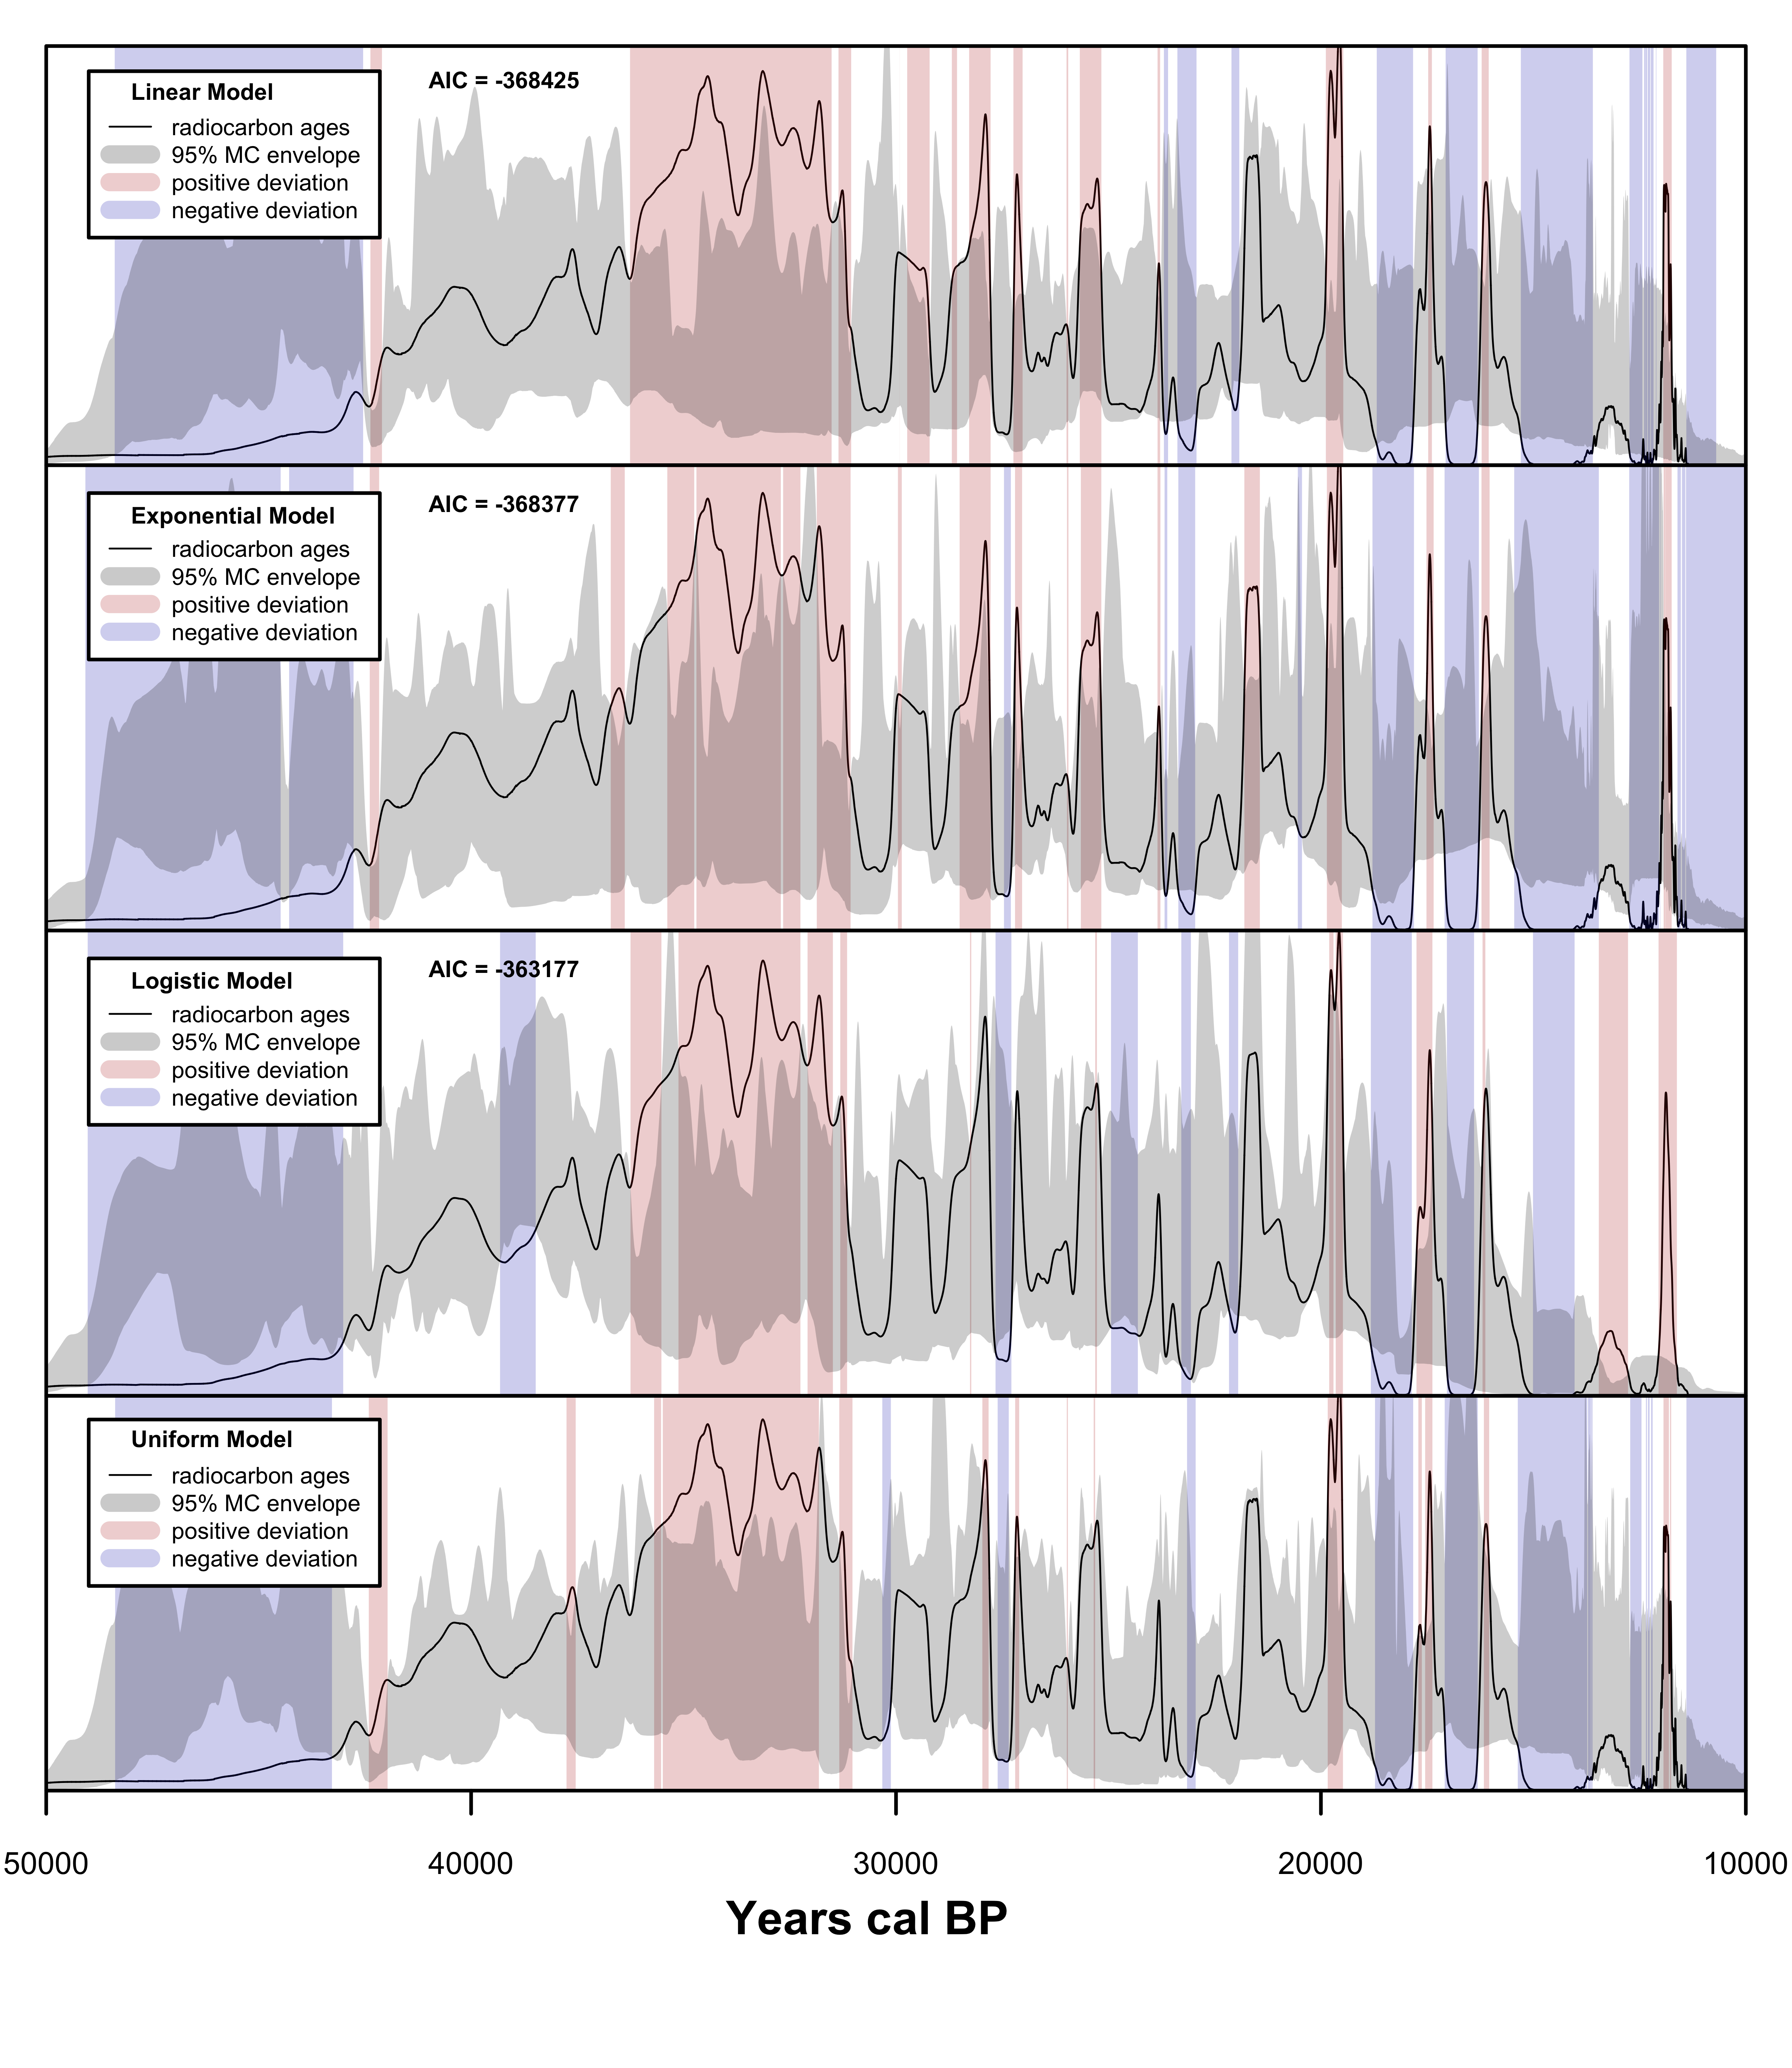 Linear Model
AIC = -368425
radiocarbon ages
95% MC envelope
positive deviation
negative deviation
Exponential Model
AIC = -368377
radiocarbon ages
95% MC envelope
positive deviation
negative deviation
Logistic Model
AIC = -363177
radiocarbon ages
95% MC envelope
positive deviation
negative deviation
Uniform Model
radiocarbon ages
95% MC envelope
positive deviation
negative deviation
50000 40000 30000 20000 10000
Years cal BP